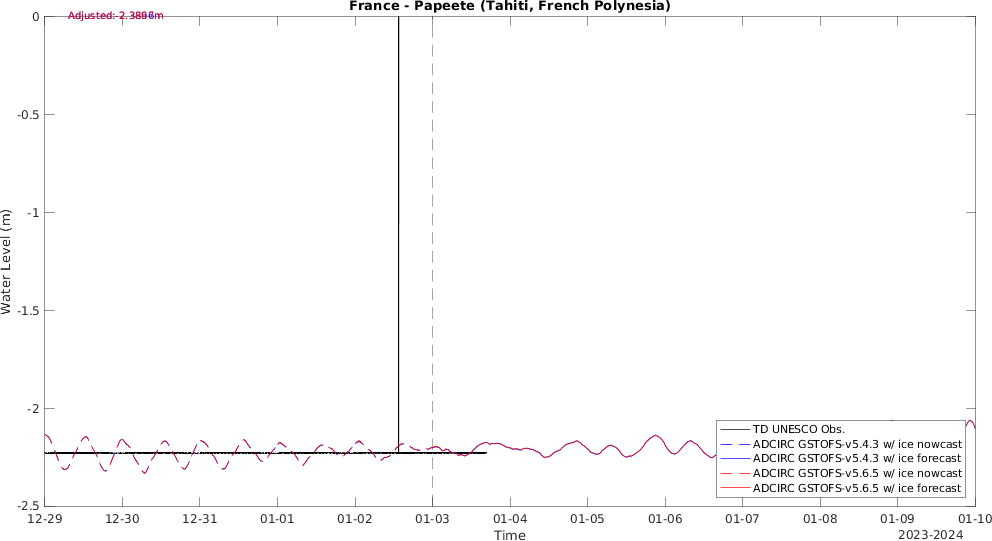 France - Papeete (Tahiti, French Polynesia)
Adjusted:
0
-0.5
-1
-1.5
-2
-2.5
Water Level (m)
TD UNESCO Obs.
ADCIRC GSTOFS-v5.4.3 w/ ice nowcast
ADCIRC GSTOFS-v5.4.3 w/ ice forecast
ADCIRC GSTOFS-v5.6.5 w/ ice nowcast
ADCIRC GSTOFS-v5.6.5 w/ ice forecast
12-29 12-30 12-31 01-01 01-02 01-03 01-04 01-05 01-06 01-07 01-08 01-09 01-10
Time
2023-2024